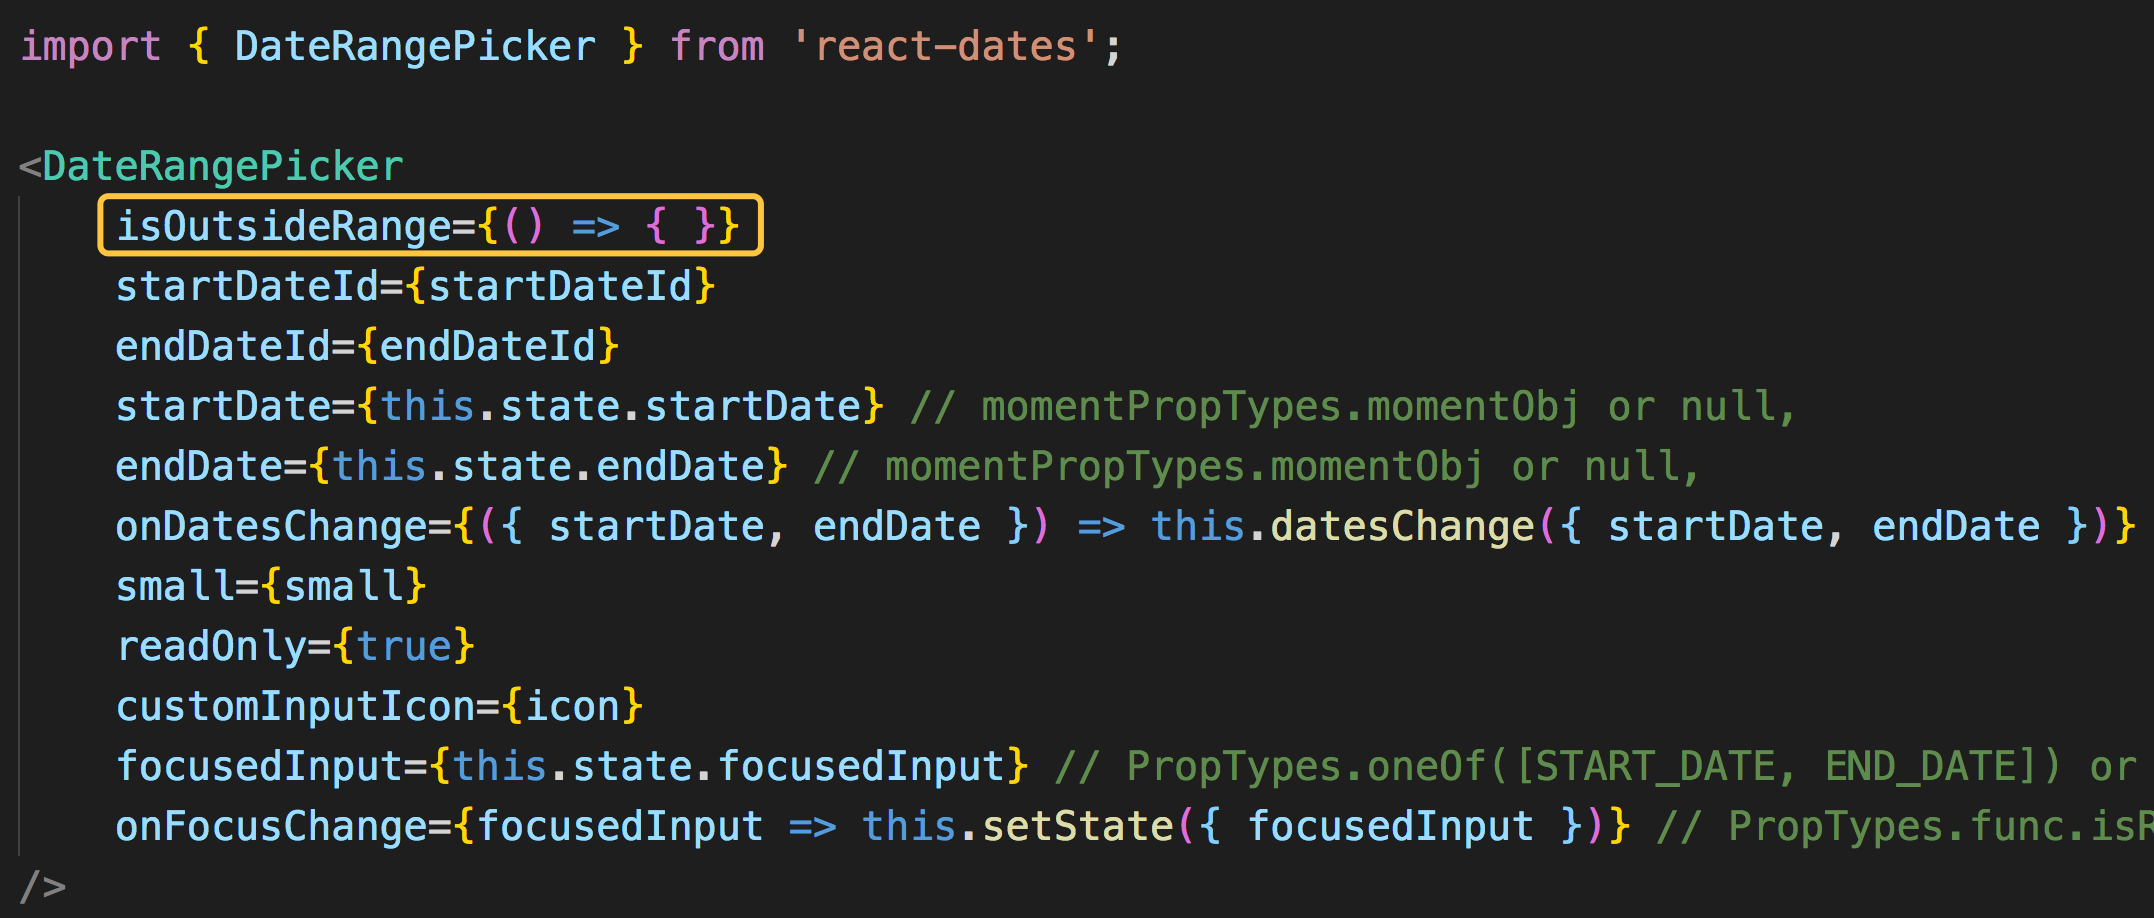 import { DateRangePicker } from 'react-dates';
<DateRangePicker
isOutsideRange={() => { }}
startDateId={startDateId}
endDateId={endDateId}
startDate={this.state.startDate} // momentPropTypes.momentObj or null,
endDate={this.state.endDate} // momentPropTypes.momentObj or null,
onDatesChange={({ startDate, endDate }) => this.datesChange({ startDate, endDate })}
small={small}
readOnly={true}
customInputIcon={icon}
focusedInput={this.state.focusedInput} // PropTypes.oneOf([START_DATE, END_DATE]) or
onFocusChange={focusedInput => this.setState({ focusedInput })} // PropTypes.func.isR
/>